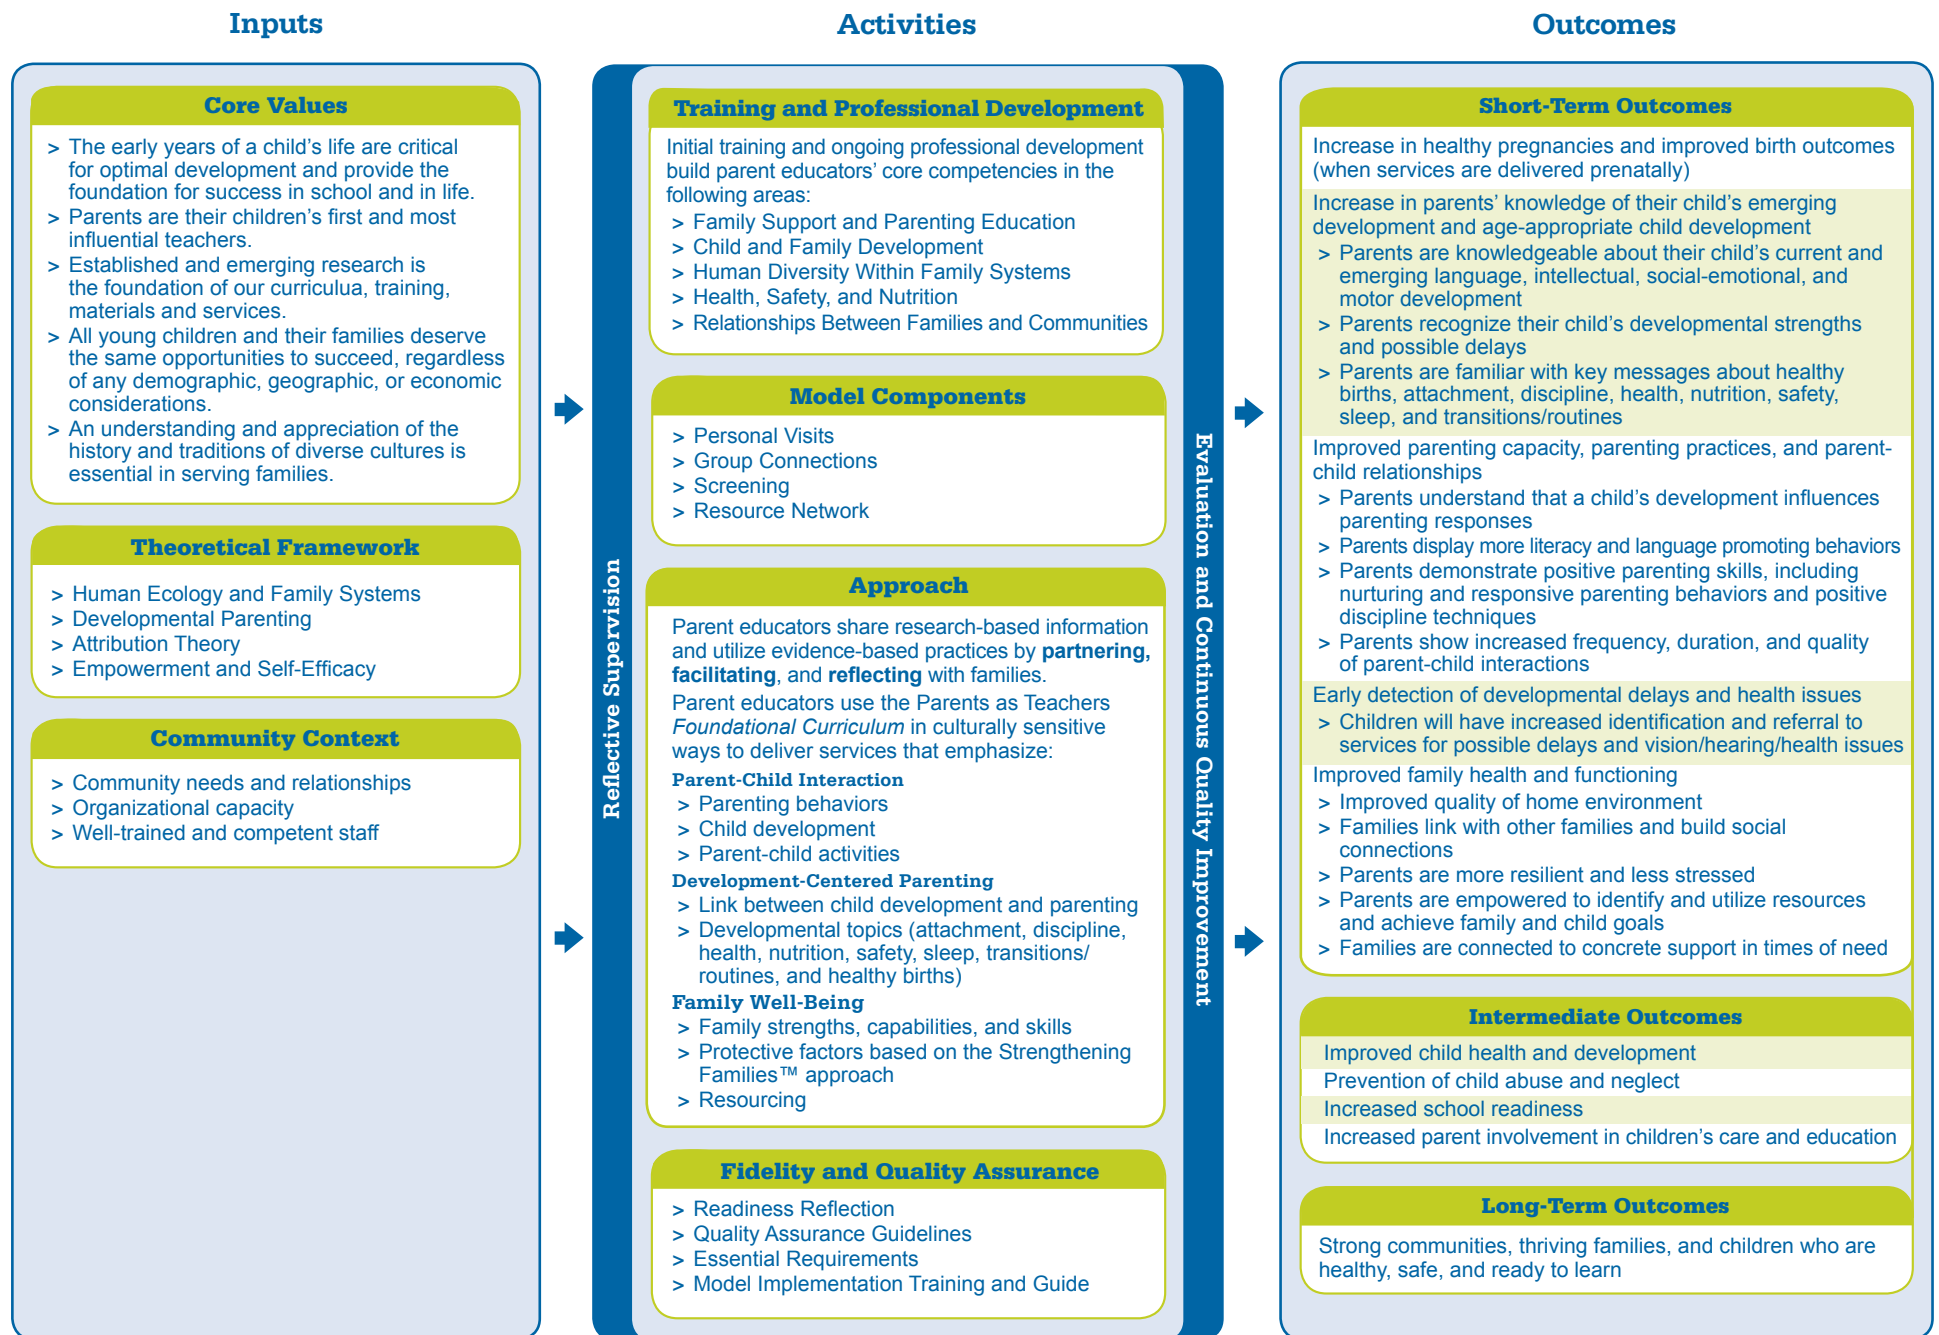 Inputs
Core Values
> The early years of a child's life are critical
for optimal development and provide the
foundation for success in school and in life.
> Parents are their children's first and most
influential teachers.
> Established and emerging research is
the foundation of our curriculua, training,
materials and services.
> All young children and their families deserve
the same opportunities to succeed, regardless
of any demographic, geographic, or economic
considerations.
> An understanding and appreciation of the
history and traditions of diverse cultures is
essential in serving families.
Theoretical Framework
> Human Ecology and Family Systems
> Developmental Parenting
> Attribution Theory
> Empowerment and Self-Efficacy
Community Context
> Community needs and relationships
> Organizational capacity
> Well-trained and competent staff
Activities
Reflective Supervision
Training and Professional Development
Initial training and ongoing professional development
build parent educators' core competencies in the
following areas:
> Family Support and Parenting Education
> Child and Family Development
> Human Diversity Within Family Systems
> Health, Safety, and Nutrition
> Relationships Between Families and Communities
Model Components
> Personal Visits
> Group Connections
> Screening
> Resource Network
Approach
Parent educators share research-based information
and utilize evidence-based practices by partnering,
facilitating, and reflecting with families.
Parent educators use the Parents as Teachers
Foundational Curriculum in culturally sensitive
ways to deliver services that emphasize:
Parent-Child Interaction
> Parenting behaviors
> Child development
> Parent-child activities
Development-Centered Parenting
> Link between child development and parenting
> Developmental topics (attachment, discipline,
health, nutrition, safety, sleep, transitions/
routines, and healthy births)
Family Well-Being
> Family strengths, capabilities, and skills
> Protective factors based on the Strengthening
Families™ approach
> Resourcing
Fidelity and Quality Assurance
> Readiness Reflection
> Quality Assurance Guidelines
> Essential Requirements
> Model Implementation Training and Guide
Evaluation and Continuous Quality Improvement
Outcomes
Short-Term Outcomes
Increase in healthy pregnancies and improved birth outcomes
(when services are delivered prenatally)
Increase in parents' knowledge of their child's emerging
development and age-appropriate child development
> Parents are knowledgeable about their child's current and
emerging language, intellectual, social-emotional, and
motor development
> Parents recognize their child's developmental strengths
and possible delays
> Parents are familiar with key messages about healthy
births, attachment, discipline, health, nutrition, safety,
sleep, and transitions/routines
Improved parenting capacity, parenting practices, and parent-
child relationships
> Parents understand that a child's development influences
parenting responses
> Parents display more literacy and language promoting behaviors
> Parents demonstrate positive parenting skills, including
nurturing and responsive parenting behaviors and positive
discipline techniques
> Parents show increased frequency, duration, and quality
of parent-child interactions
Early detection of developmental delays and health issues
> Children will have increased identification and referral to
services for possible delays and vision/hearing/health issues
Improved family health and functioning
> Improved quality of home environment
> Families link with other families and build social
connections
> Parents are more resilient and less stressed
> Parents are empowered to identify and utilize resources
and achieve family and child goals
> Families are connected to concrete support in times of need
Intermediate Outcomes
Improved child health and development
Prevention of child abuse and neglect
Increased school readiness
Increased parent involvement in children's care and education
Long-Term Outcomes
Strong communities, thriving families, and children who are
healthy, safe, and ready to learn